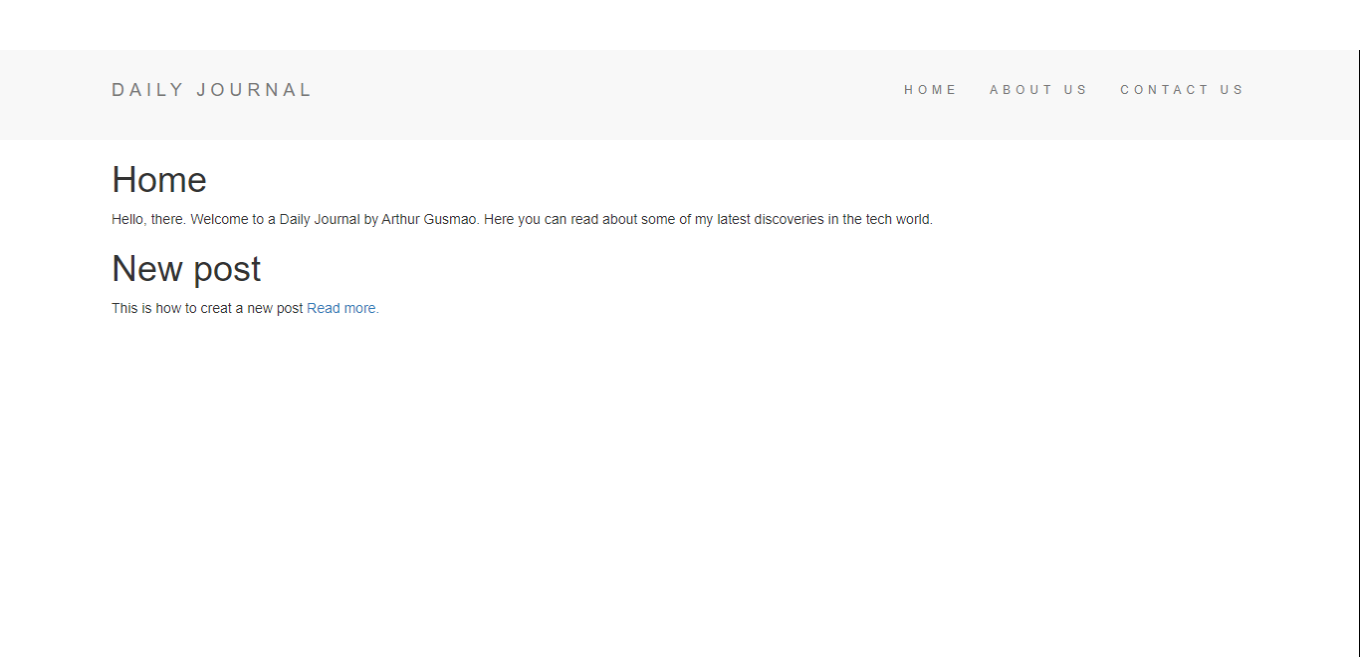 DAILY JOURNAL
HOME ABOUT US CONTACT US
Home
Hello, there. Welcome to a Daily Journal by Arthur Gusmao. Here you can read about some of my latest discoveries in the tech world.
New post
This is how to creat a new post Read more.